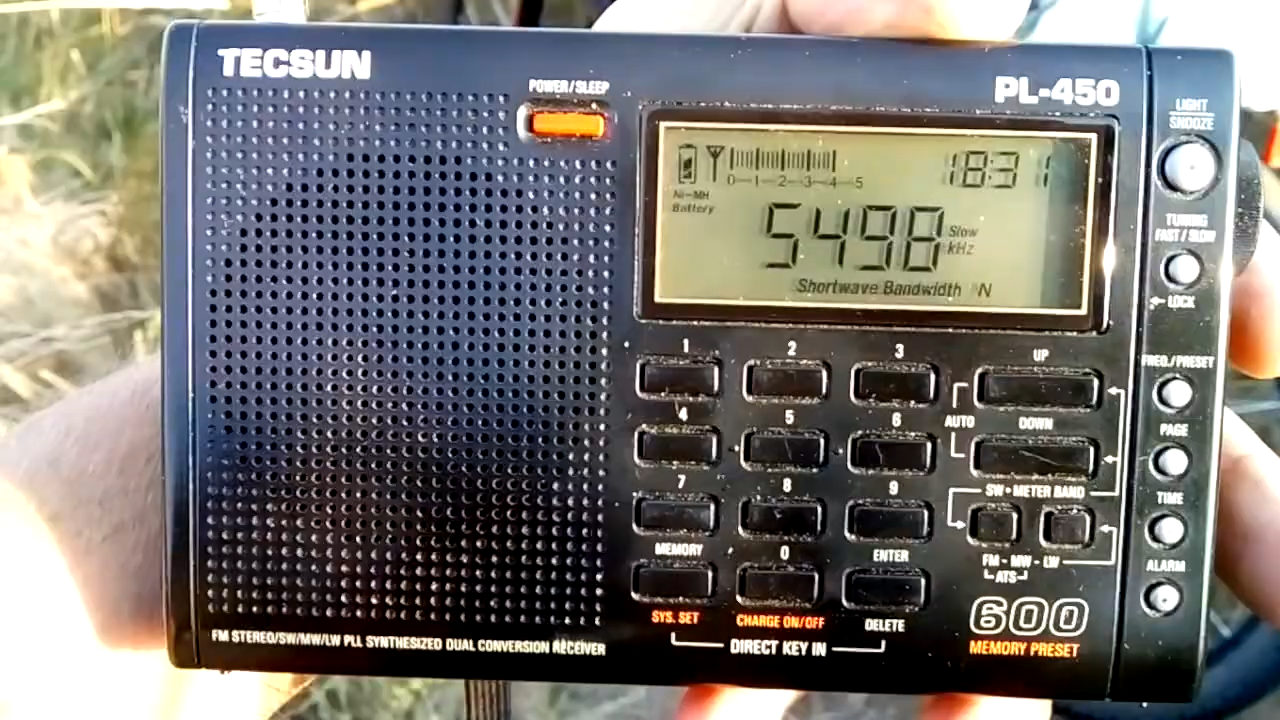 TECSUN
POWER/SLEEP
PL-450
LIGHT
SNOOZE
0-1-2-3-4-5
18:31
Ni-MH
Battery
5498
Slow
kHz
Shortwave Bandwidth N
TUNING
FAST / SLOW
LOCK
1 2 3 UP
FREQ./PRESET
4 5 6 AUTO DOWN
PAGE
7 8 9 SW • METER BAND
TIME
MEMORY 0 ENTER
FM - MW - LW
ATS
ALARM
SYS. SET CHARGE ON/OFF DELETE
600
MEMORY PRESET
DIRECT KEY IN
FM STEREO/SW/MW/LW PLL SYNTHESIZED DUAL CONVERSION RECEIVER